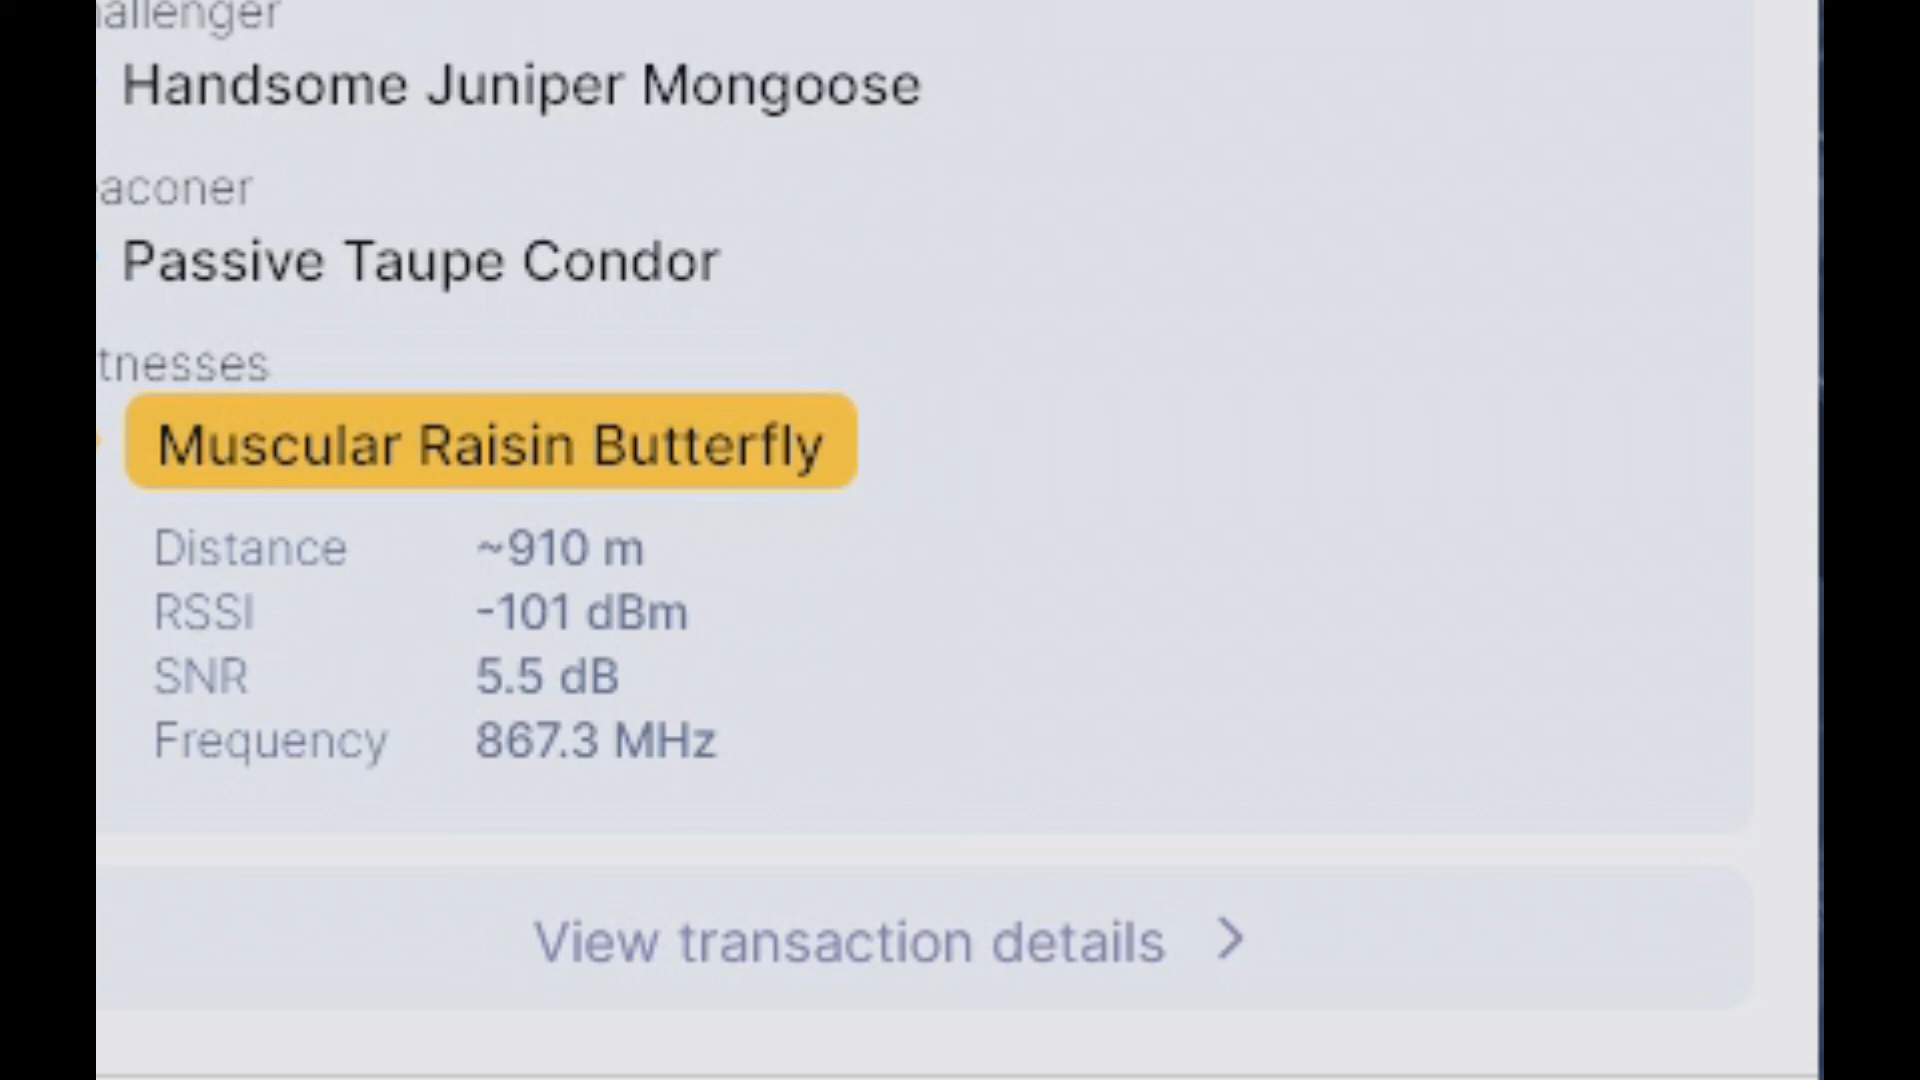 allenger
Handsome Juniper Mongoose
aconer
Passive Taupe Condor
tnesses
Muscular Raisin Butterfly
Distance ~910 m
RSSI -101 dBm
SNR 5.5 dB
Frequency 867.3 MHz
View transaction details >